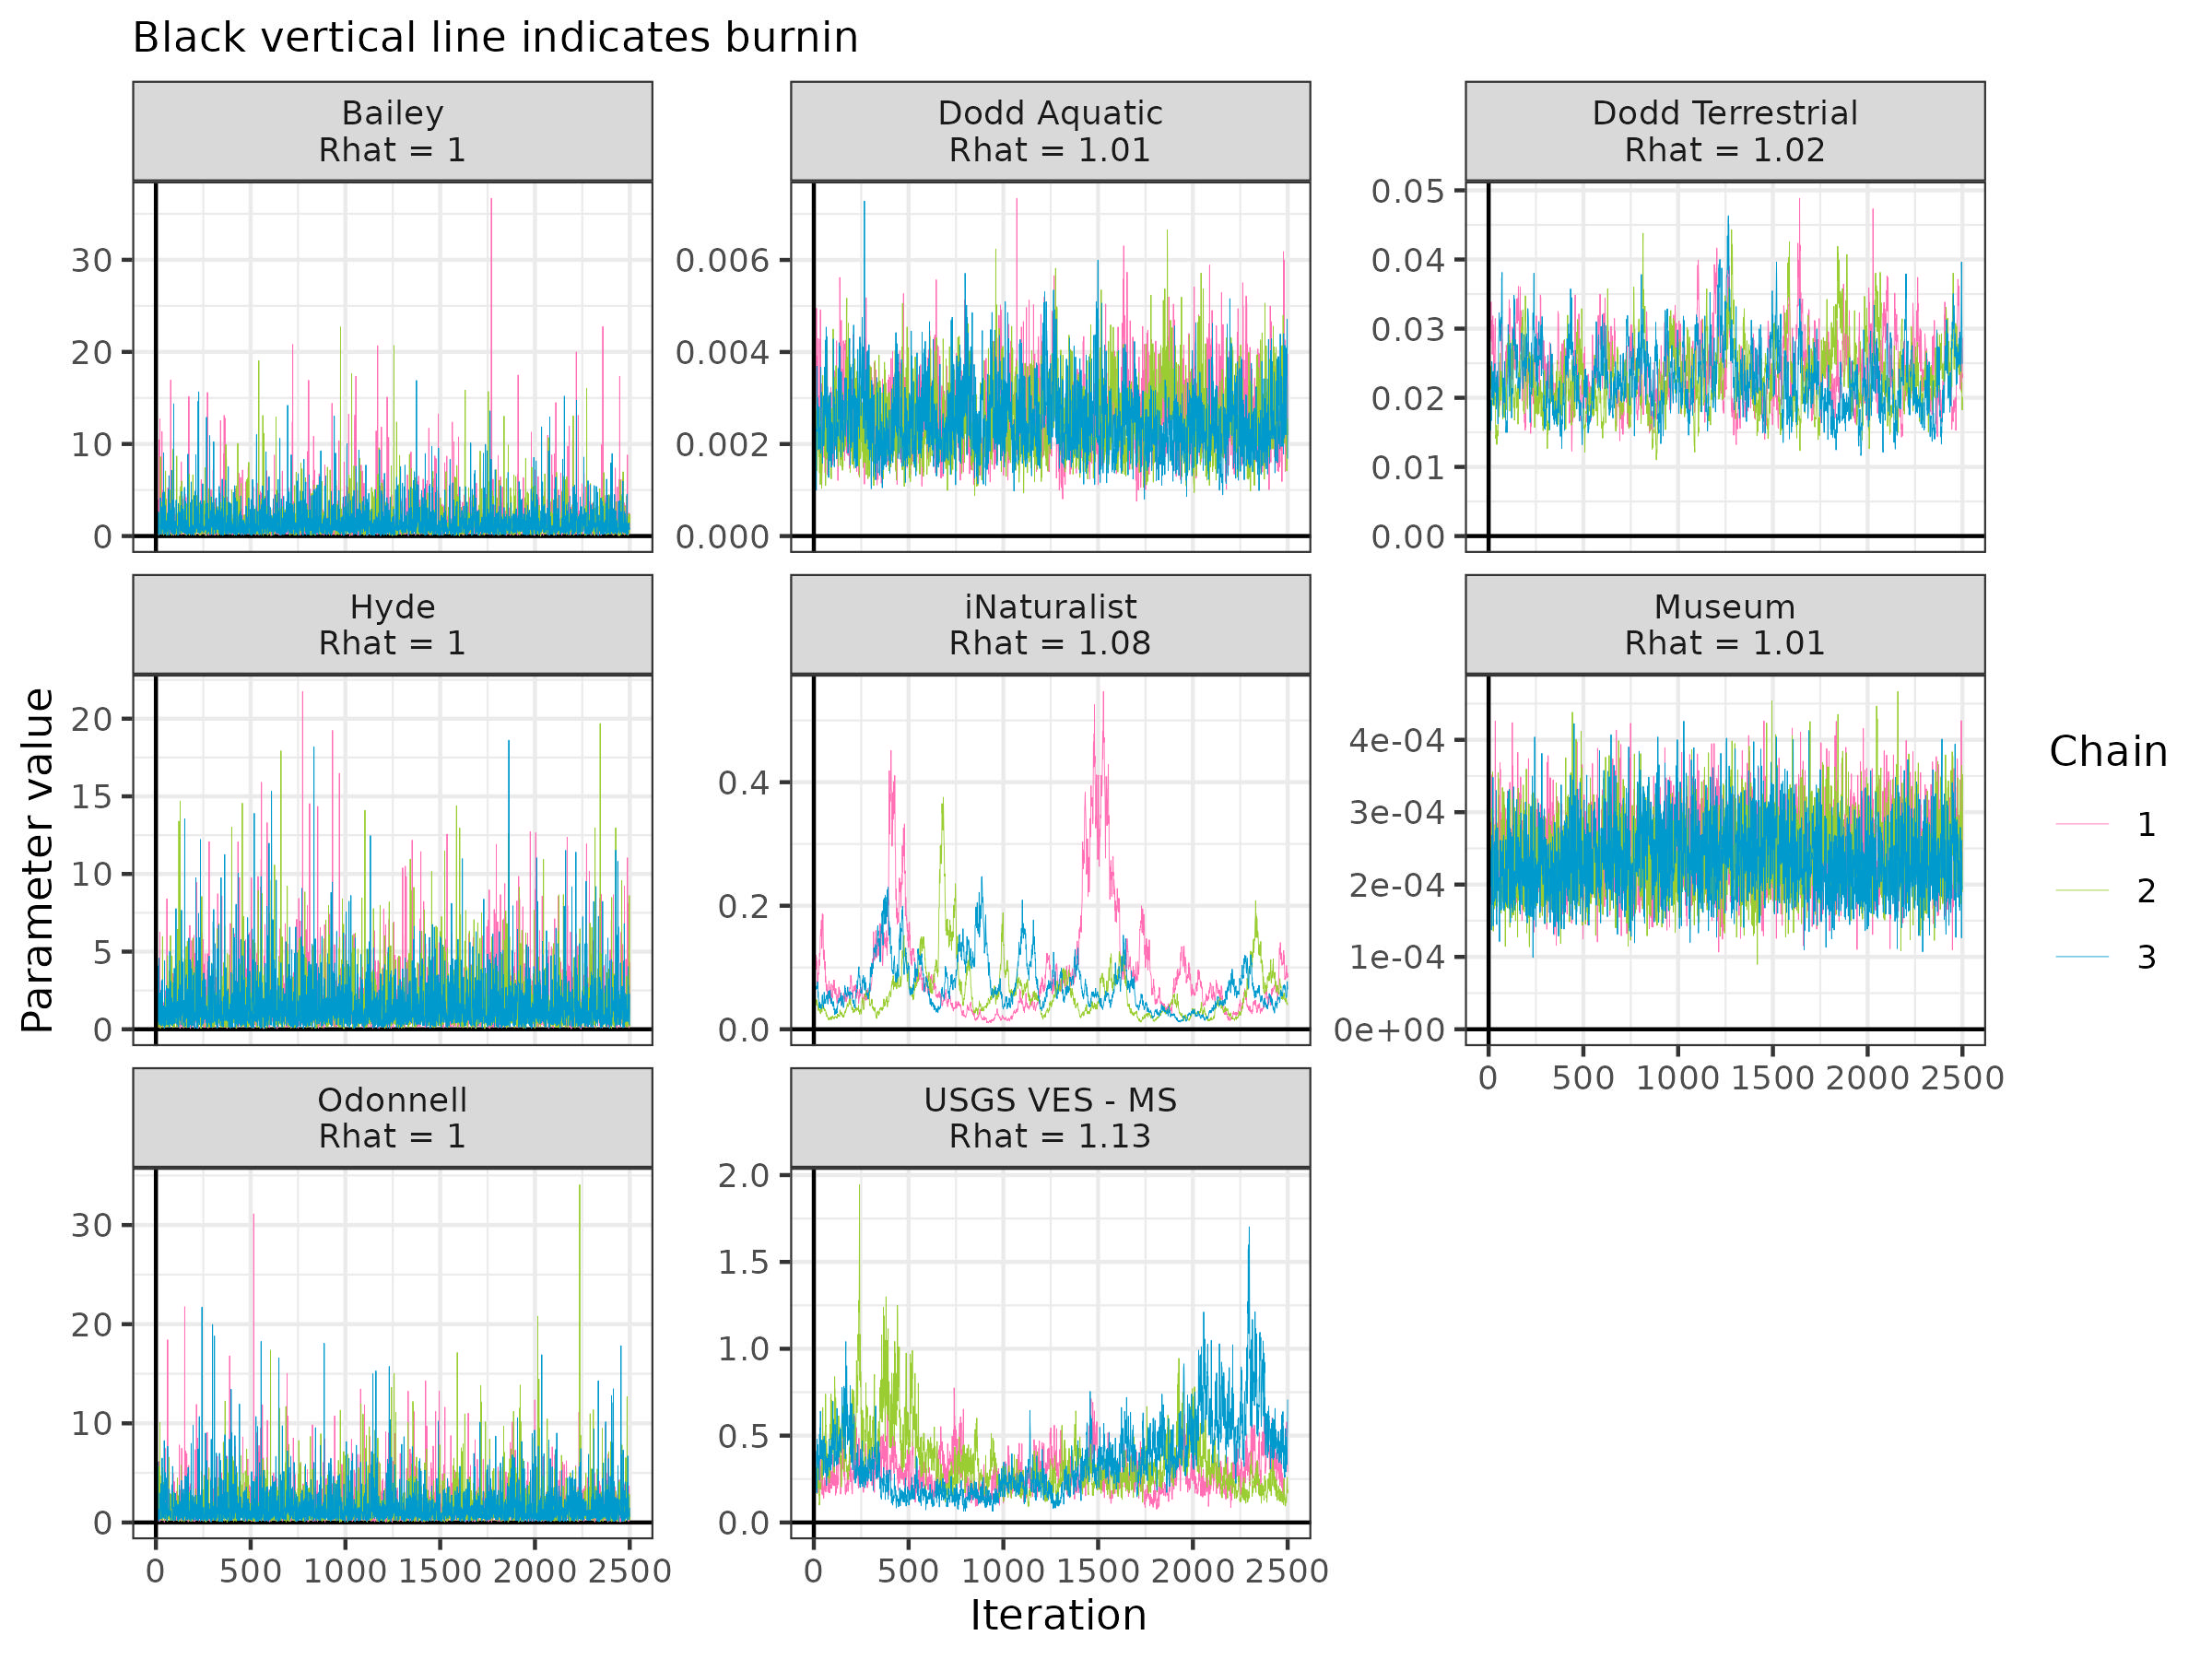 Black vertical line indicates burnin
Bailey
Rhat = 1
Dodd Aquatic
Rhat = 1.01
Dodd Terrestrial
Rhat = 1.02
30
20
10
0
0.006
0.004
0.002
0.000
0.05
0.04
0.03
0.02
0.01
0.00
Hyde
Rhat = 1
iNaturalist
Rhat = 1.08
Museum
Rhat = 1.01
20
15
10
5
0
0.4
0.2
0.0
4e-04
3e-04
2e-04
1e-04
0e+00
0 500 1000 1500 2000 2500
Odonnell
Rhat = 1
USGS VES - MS
Rhat = 1.13
30
20
10
0
2.0
1.5
1.0
0.5
0.0
0 500 1000 1500 2000 2500
0 500 1000 1500 2000 2500
Iteration
Parameter value
Chain
1
2
3